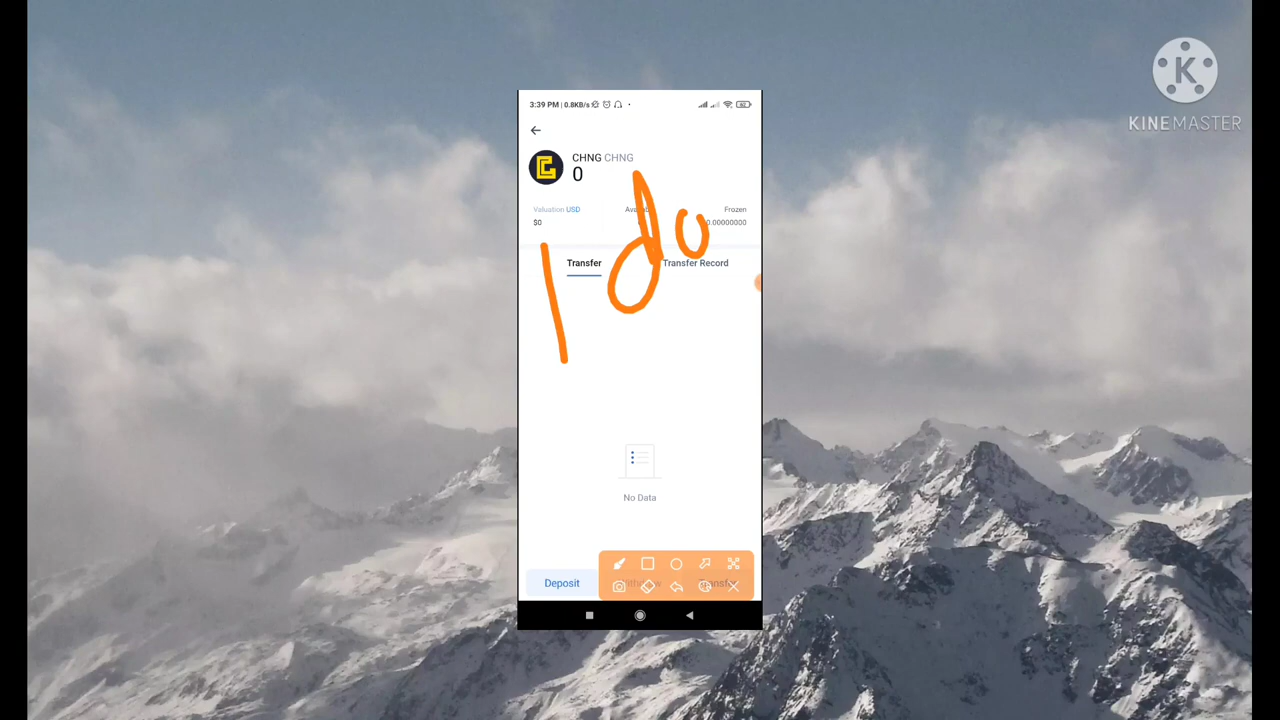 3:39 PM | 0.8KB/s
CHNG CHNG
0
Valuation USD
Frozen
$0
0.00000000
1 do
Transfer
Transfer Record
No Data
Deposit
Transfer
KINEMASTER